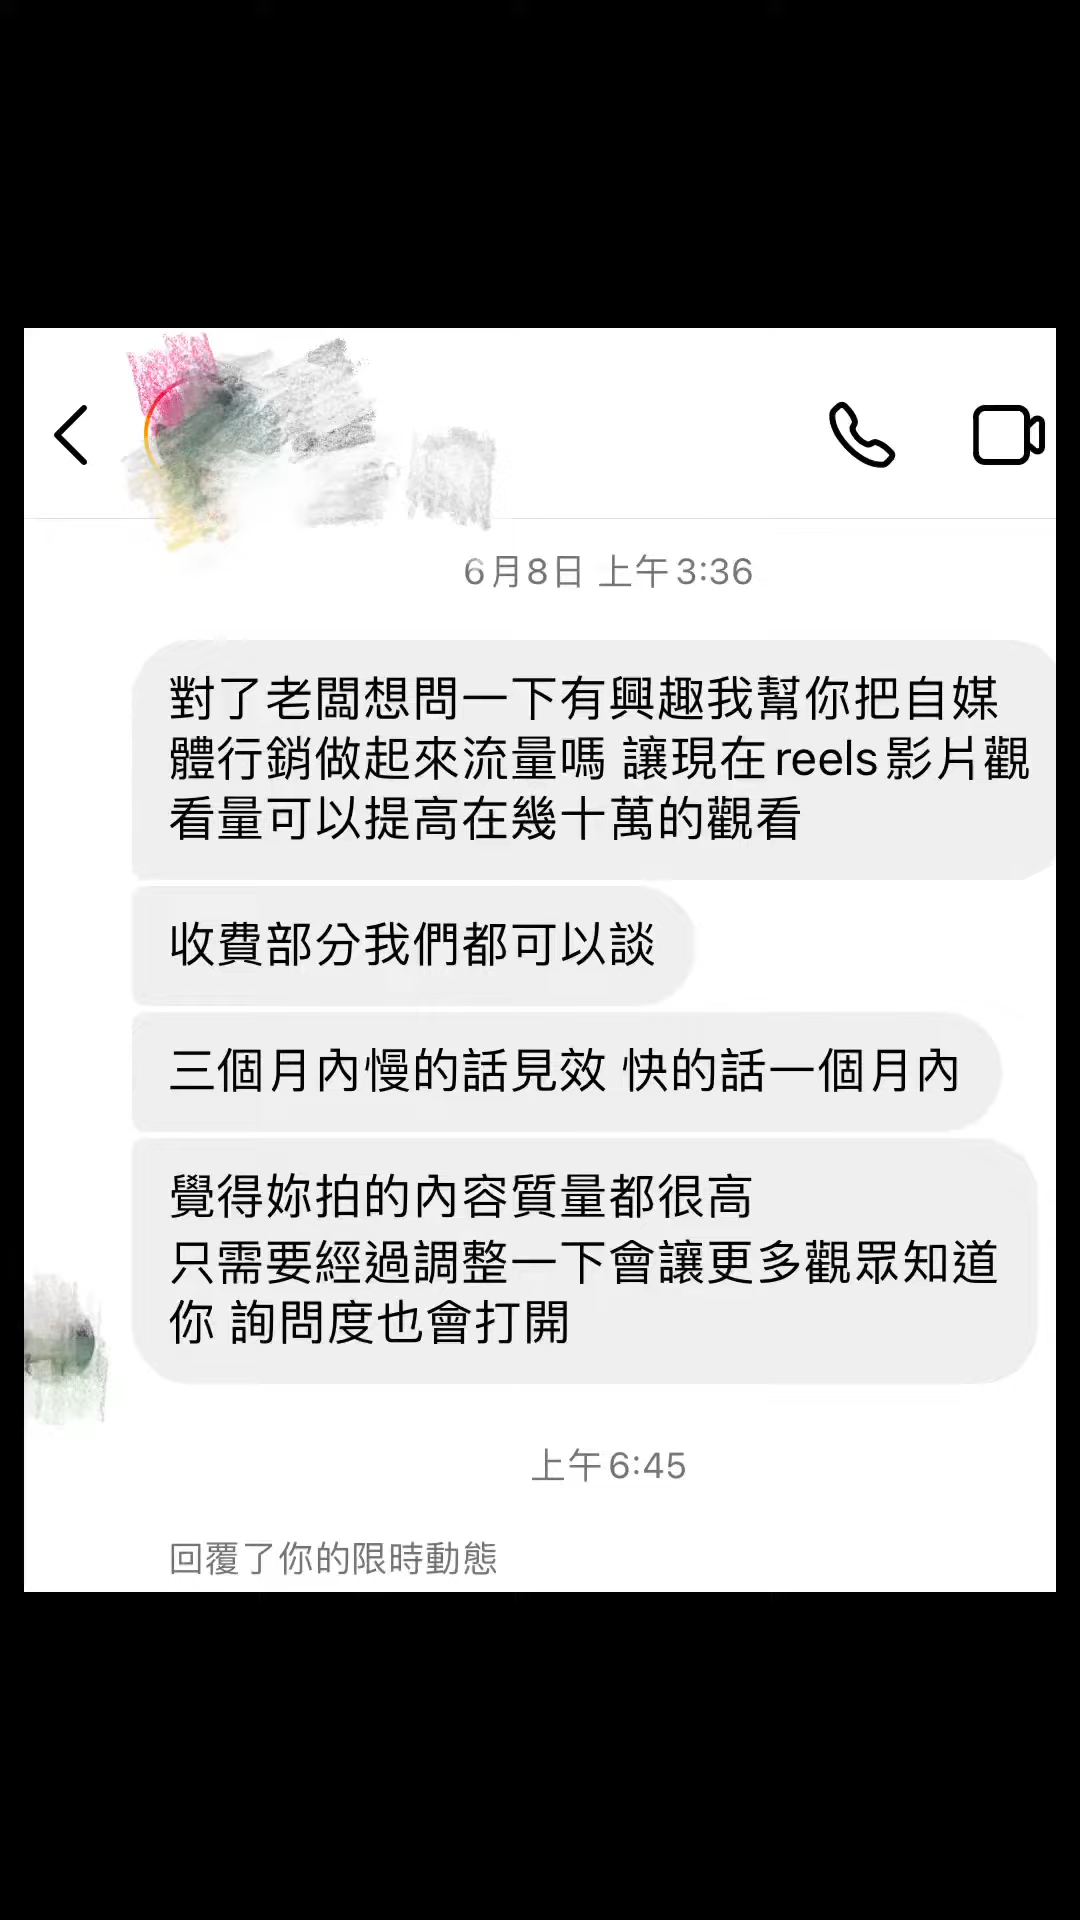 6月8日 上午3:36
對了老闆想問一下有興趣我幫你把自媒
體行銷做起來流量嗎 讓現在reels影片觀
看量可以提高在幾十萬的觀看
收費部分我們都可以談
三個月內慢的話見效 快的話一個月內
覺得妳拍的內容質量都很高
只需要經過調整一下會讓更多觀眾知道
你 詢問度也會打開
上午6:45
回覆了你的限時動態